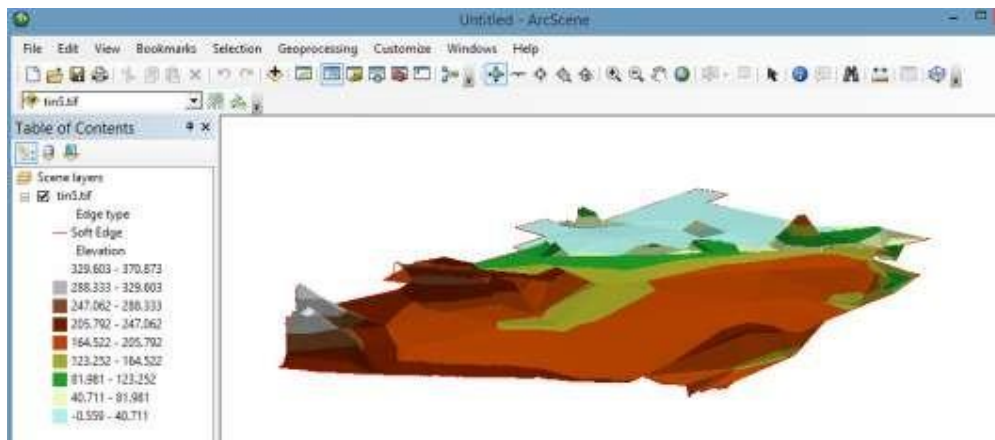 Untitled - ArcScene
File Edit View Bookmarks Selection Geoprocessing Customize Windows Help
tin5.tif
Table of Contents
Scene layers
tin5.tif
Edge type
Soft Edge
Elevation
329.603 - 370.873
288.333 - 329.603
247.062 - 288.333
205.792 - 247.062
164.522 - 205.792
123.252 - 164.522
81.981 - 123.252
40.711 - 81.981
-0.559 - 40.711